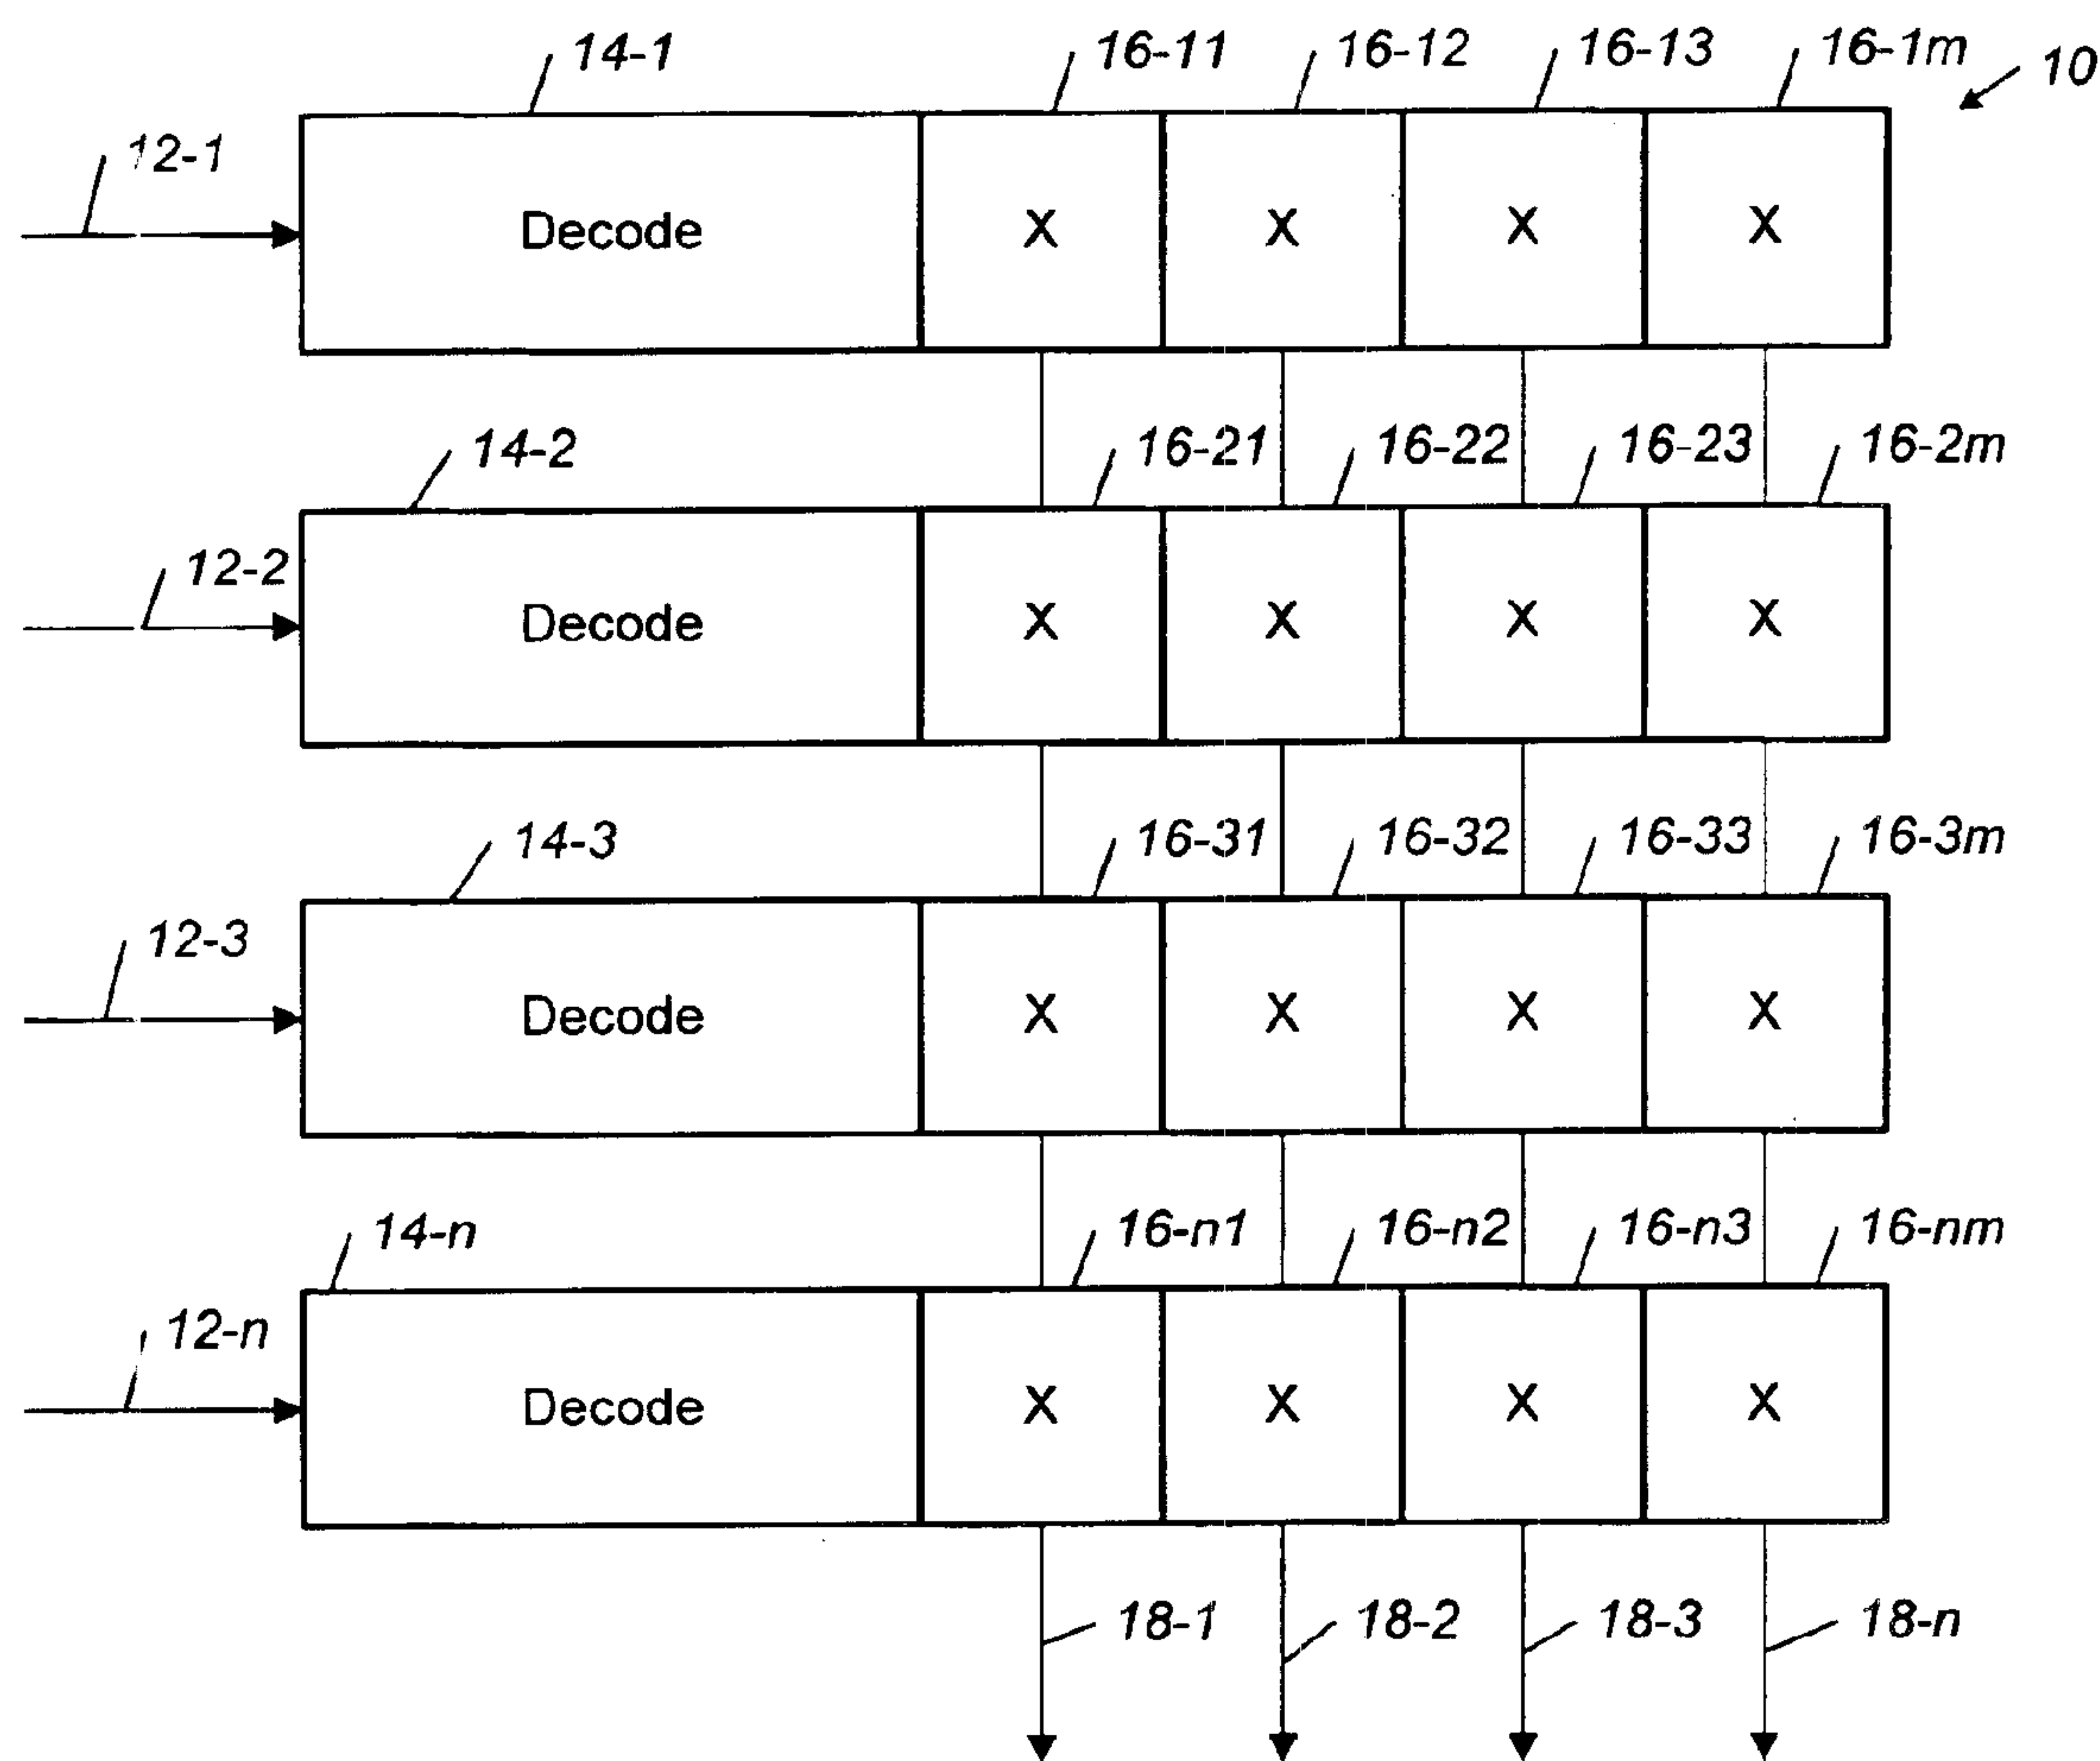 14-1 16-11 16-12 16-13 16-1m 10
12-1
Decode X X X X
14-2 16-21 16-22 16-23 16-2m
12-2
Decode X X X X
14-3 16-31 16-32 16-33 16-3m
12-3
Decode X X X X
14-n 16-n1 16-n2 16-n3 16-nm
12-n
Decode X X X X
18-1 18-2 18-3 18-n